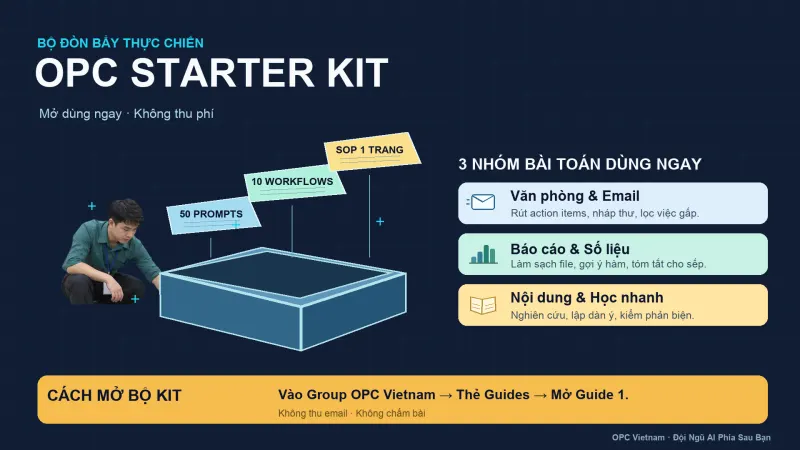 BỘ ĐÒN BẨY THỰC CHIẾN
OPC STARTER KIT
Mở dùng ngay · Không thu phí
SOP 1 TRANG
10 WORKFLOWS
50 PROMPTS
3 NHÓM BÀI TOÁN DÙNG NGAY
Văn phòng & Email
Rút action items, nháp thư, lọc việc gấp.
Báo cáo & Số liệu
Làm sạch file, gợi ý hàm, tóm tắt cho sếp.
Nội dung & Học nhanh
Nghiên cứu, lập dàn ý, kiểm phản biện.
CÁCH MỞ BỘ KIT
Vào Group OPC Vietnam → Thẻ Guides → Mở Guide 1.
Không thu email · Không chấm bài
OPC Vietnam · Đội Ngũ AI Phía Sau Bạn